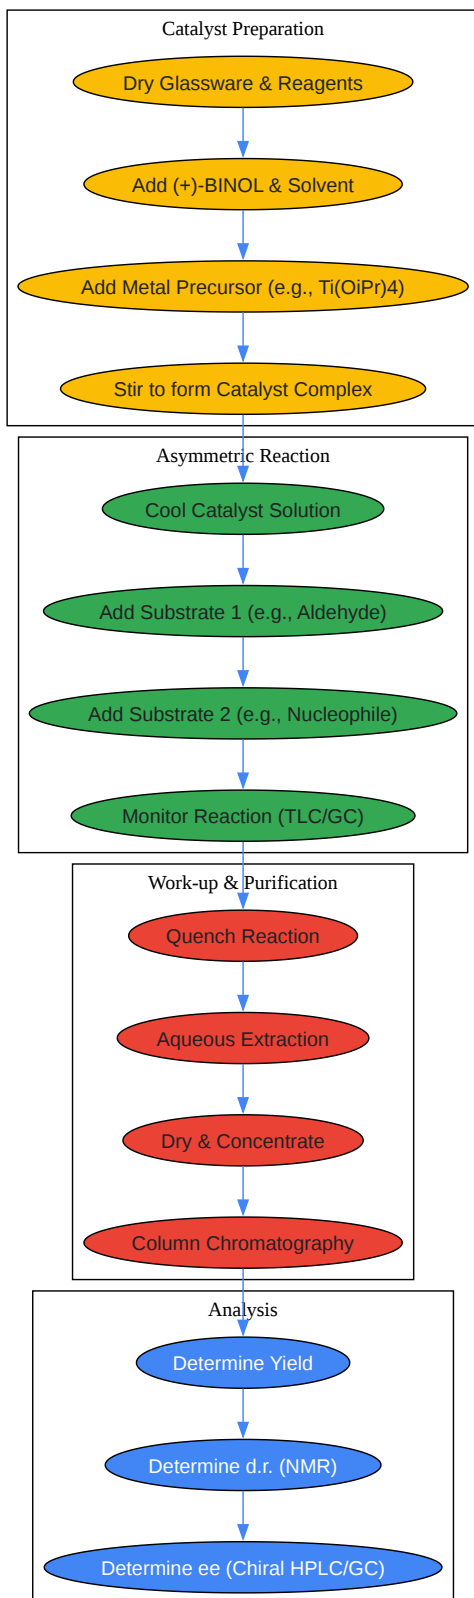 Catalyst Preparation
Dry Glassware & Reagents
Add (+)-BINOL & Solvent
Add Metal Precursor (e.g., Ti(OiPr)4)
Stir to form Catalyst Complex
Asymmetric Reaction
Cool Catalyst Solution
Add Substrate 1 (e.g., Aldehyde)
Add Substrate 2 (e.g., Nucleophile)
Monitor Reaction (TLC/GC)
Work-up & Purification
Quench Reaction
Aqueous Extraction
Dry & Concentrate
Column Chromatography
Analysis
Determine Yield
Determine d.r. (NMR)
Determine ee (Chiral HPLC/GC)